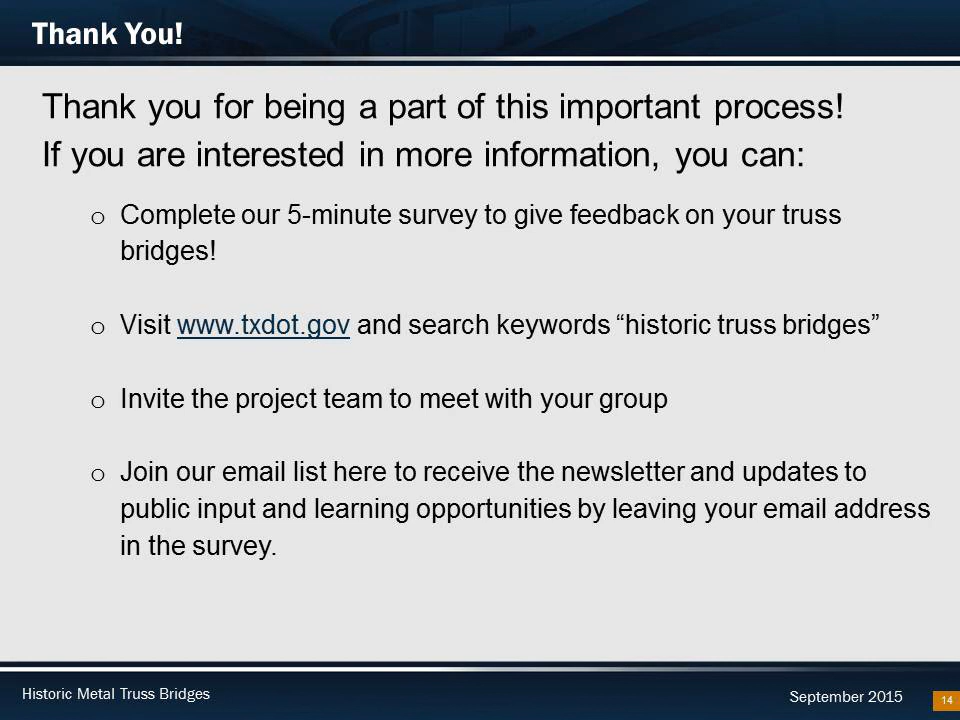 Thank You!
Thank you for being a part of this important process!
If you are interested in more information, you can:
o Complete our 5-minute survey to give feedback on your truss
bridges!
o Visit www.txdot.gov and search keywords “historic truss bridges”
o Invite the project team to meet with your group
o Join our email list here to receive the newsletter and updates to
public input and learning opportunities by leaving your email address
in the survey.
Historic Metal Truss Bridges
September 2015
14